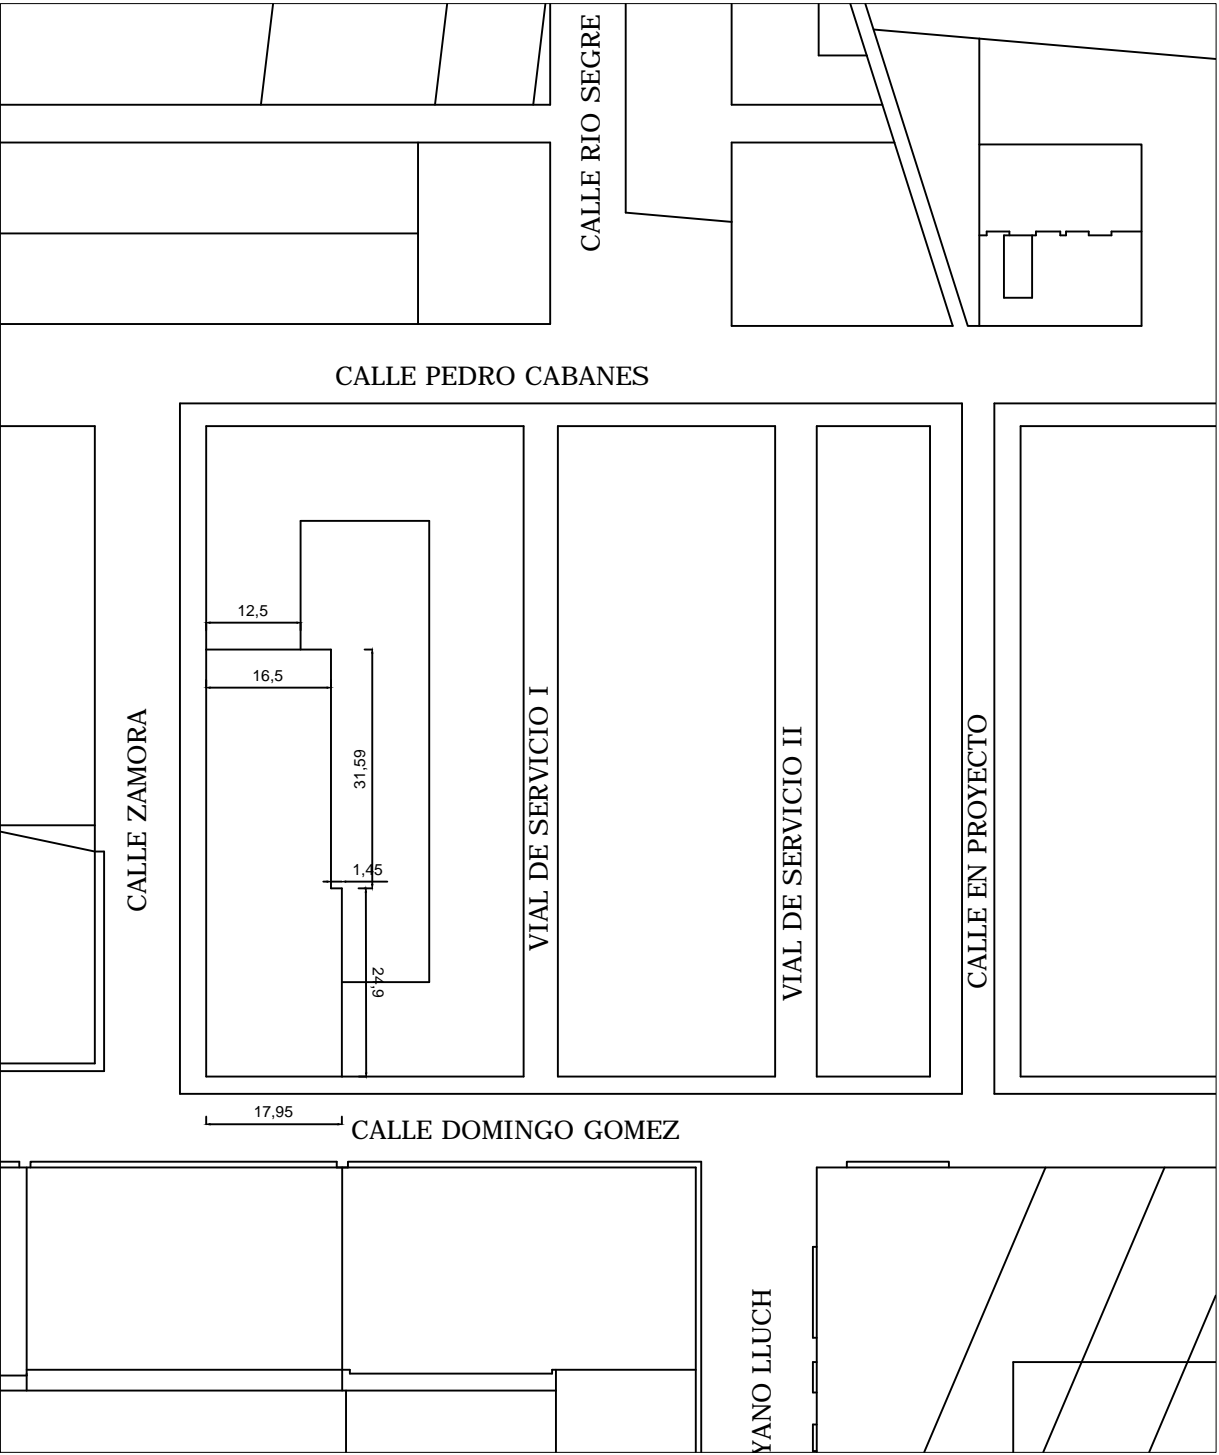 CALLE RIO SEGRE
CALLE PEDRO CABANES
12,5
16,5
31,59
1,45
24,9
17,95
CALLE ZAMORA
VIAL DE SERVICIO I
VIAL DE SERVICIO II
CALLE EN PROYECTO
CALLE DOMINGO GOMEZ
YANO LLUCH